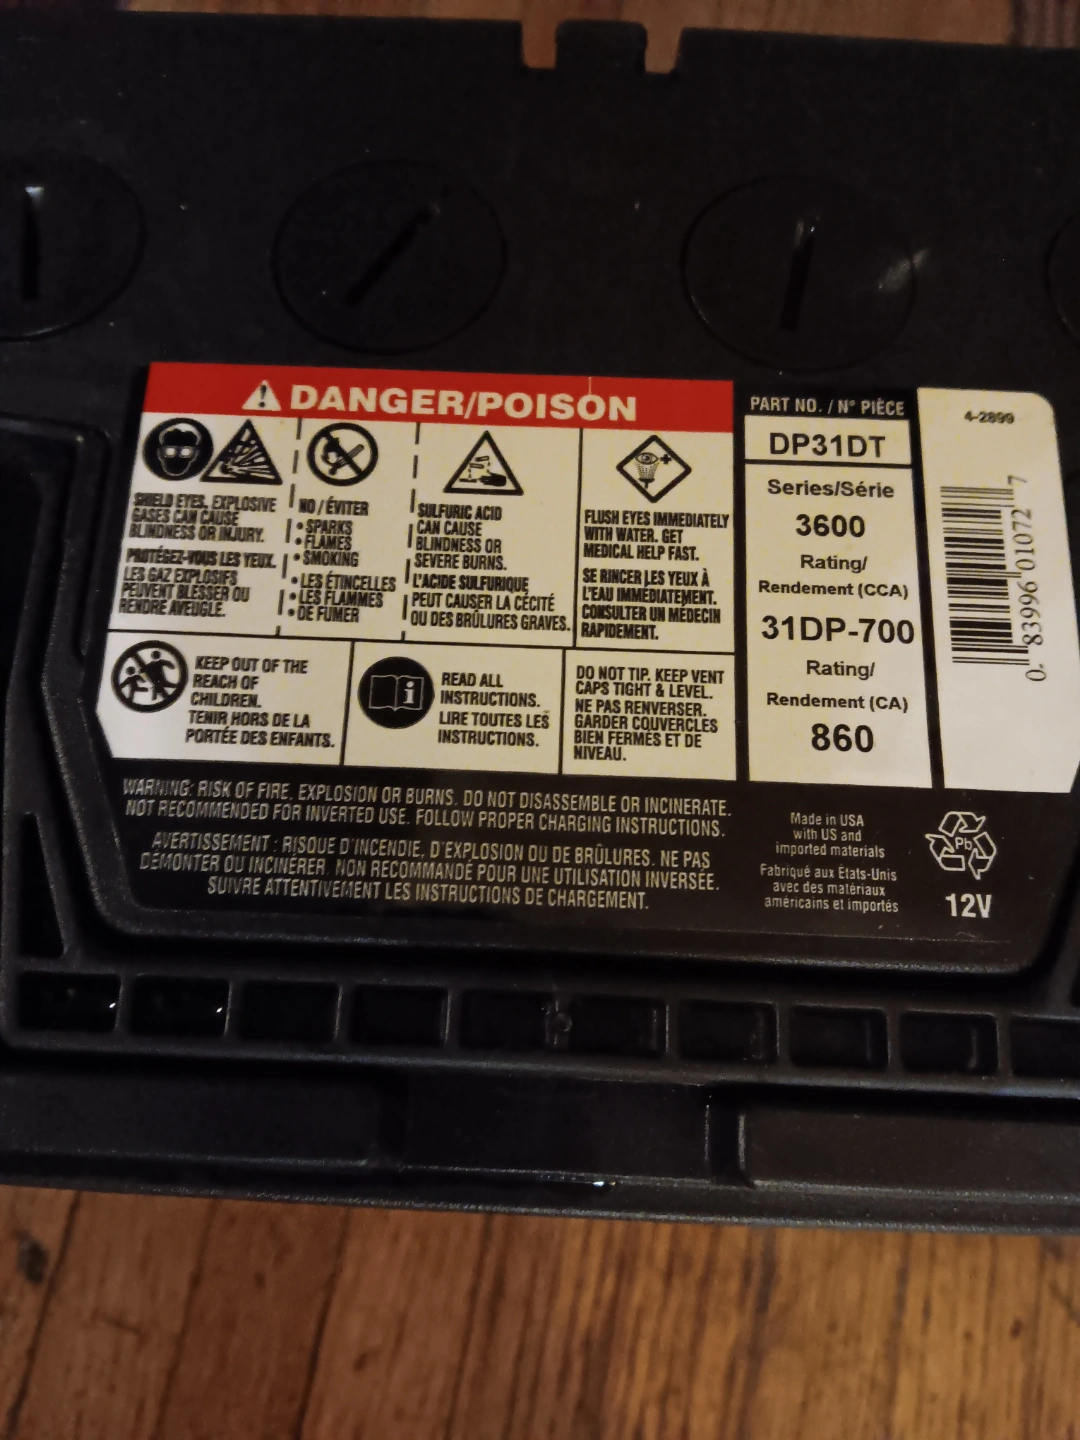 DANGER/POISON
SHIELD EYES. EXPLOSIVE
GASES CAN CAUSE
BLINDNESS OR INJURY.
PROTÉGEZ-VOUS LES YEUX.
LES GAZ EXPLOSIFS
PEUVENT BLESSER OU
RENDRE AVEUGLE.
NO / ÉVITER
• SPARKS
• FLAMES
• SMOKING
• LES ÉTINCELLES
• LES FLAMMES
• DE FUMER
SULFURIC ACID
CAN CAUSE
BLINDNESS OR
SEVERE BURNS.
L'ACIDE SULFURIQUE
PEUT CAUSER LA CÉCITÉ
OU DES BRÛLURES GRAVES.
FLUSH EYES IMMEDIATELY
WITH WATER. GET
MEDICAL HELP FAST.
SE RINCER LES YEUX À
L'EAU IMMÉDIATEMENT.
CONSULTER UN MÉDECIN
RAPIDEMENT.
KEEP OUT OF THE
REACH OF
CHILDREN.
TENIR HORS DE LA
PORTÉE DES ENFANTS.
READ ALL
INSTRUCTIONS.
LIRE TOUTES LES
INSTRUCTIONS.
DO NOT TIP. KEEP VENT
CAPS TIGHT & LEVEL.
NE PAS RENVERSER.
GARDER COUVERCLES
BIEN FERMÉS ET DE
NIVEAU.
PART NO. / N° PIÈCE
DP31DT
Series/Série
3600
Rating/
Rendement (CCA)
31DP-700
Rating/
Rendement (CA)
860
4-2899
0 83996 01072 7
WARNING: RISK OF FIRE, EXPLOSION OR BURNS. DO NOT DISASSEMBLE OR INCINERATE.
NOT RECOMMENDED FOR INVERTED USE. FOLLOW PROPER CHARGING INSTRUCTIONS.
AVERTISSEMENT : RISQUE D'INCENDIE, D'EXPLOSION OU DE BRÛLURES. NE PAS
DÉMONTER OU INCINÉRER. NON RECOMMANDÉ POUR UNE UTILISATION INVERSÉE.
SUIVRE ATTENTIVEMENT LES INSTRUCTIONS DE CHARGEMENT.
Made in USA
with US and
imported materials
Fabriqué aux États-Unis
avec des matériaux
américains et importés
Pb
12V